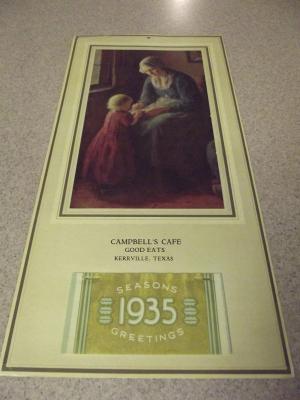 CAMPBELL'S CAFE
GOOD EATS
KERRVILLE, TEXAS
SEASONS
1935
GREETINGS